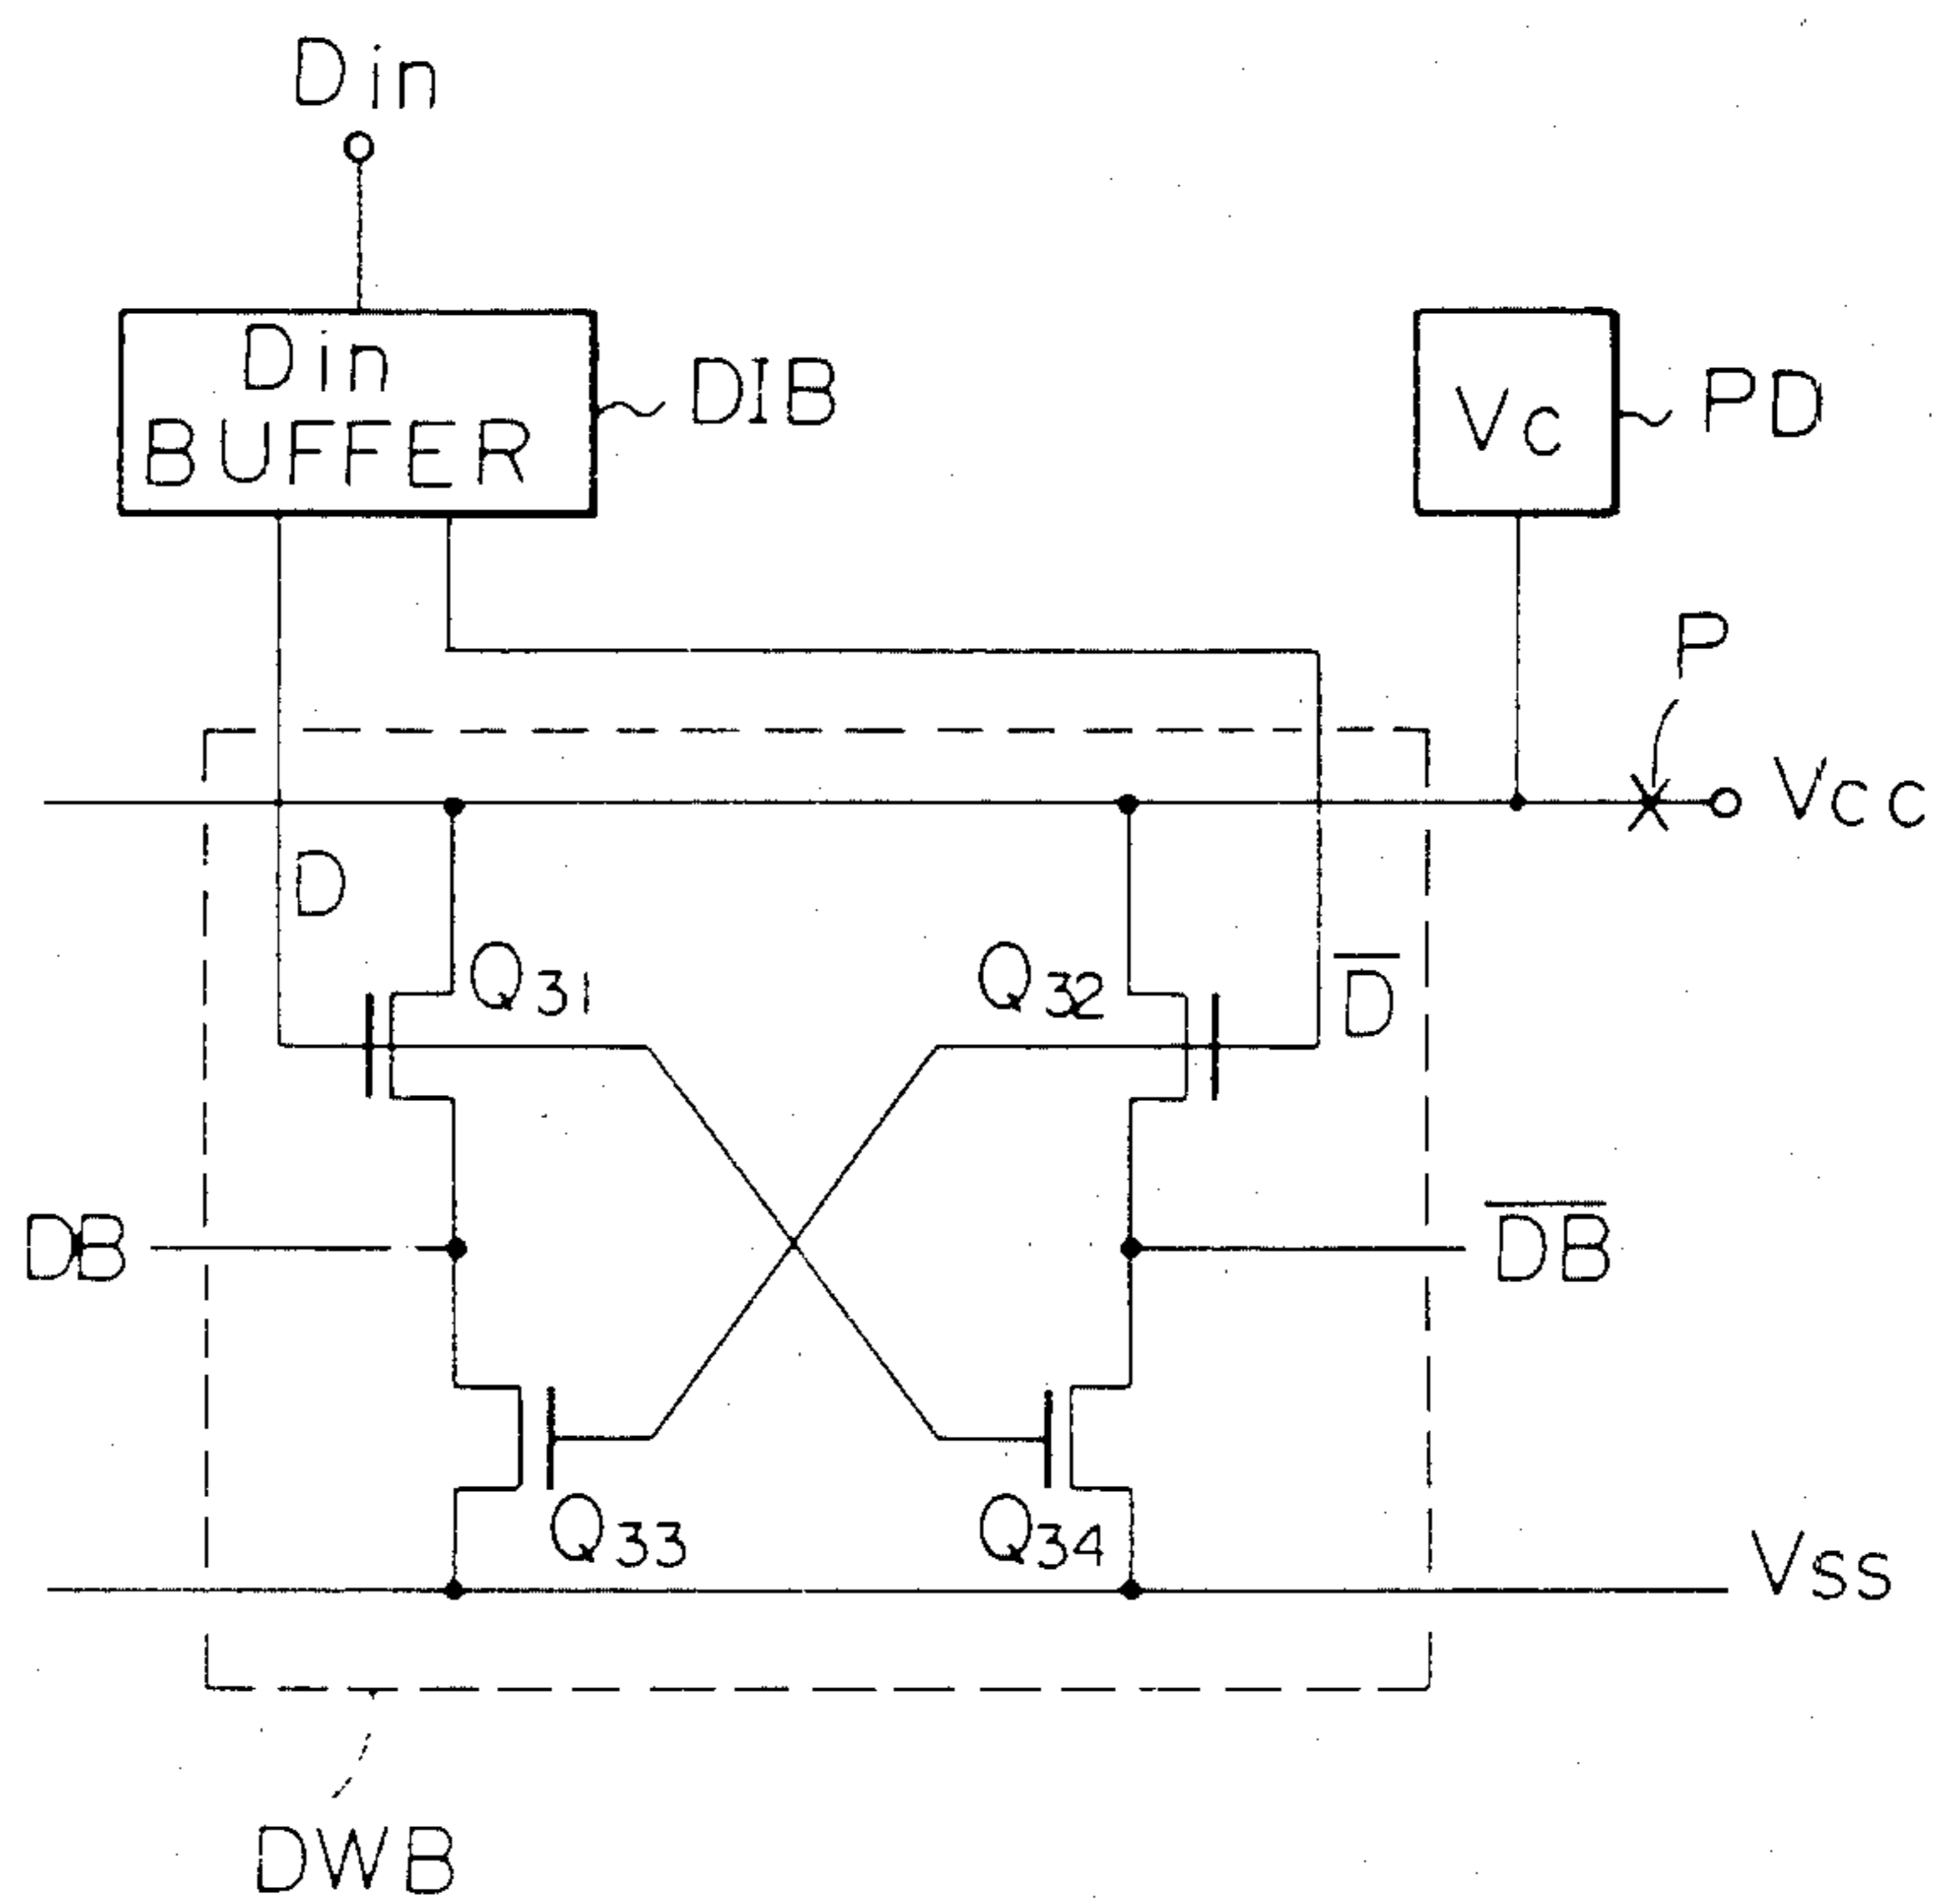 Din
Din
BUFFER
DIB
Vc
PD
P
Vcc
D
Q31
Q32
D̅
DB
D̅B̅
Q33
Q34
Vss
DWB